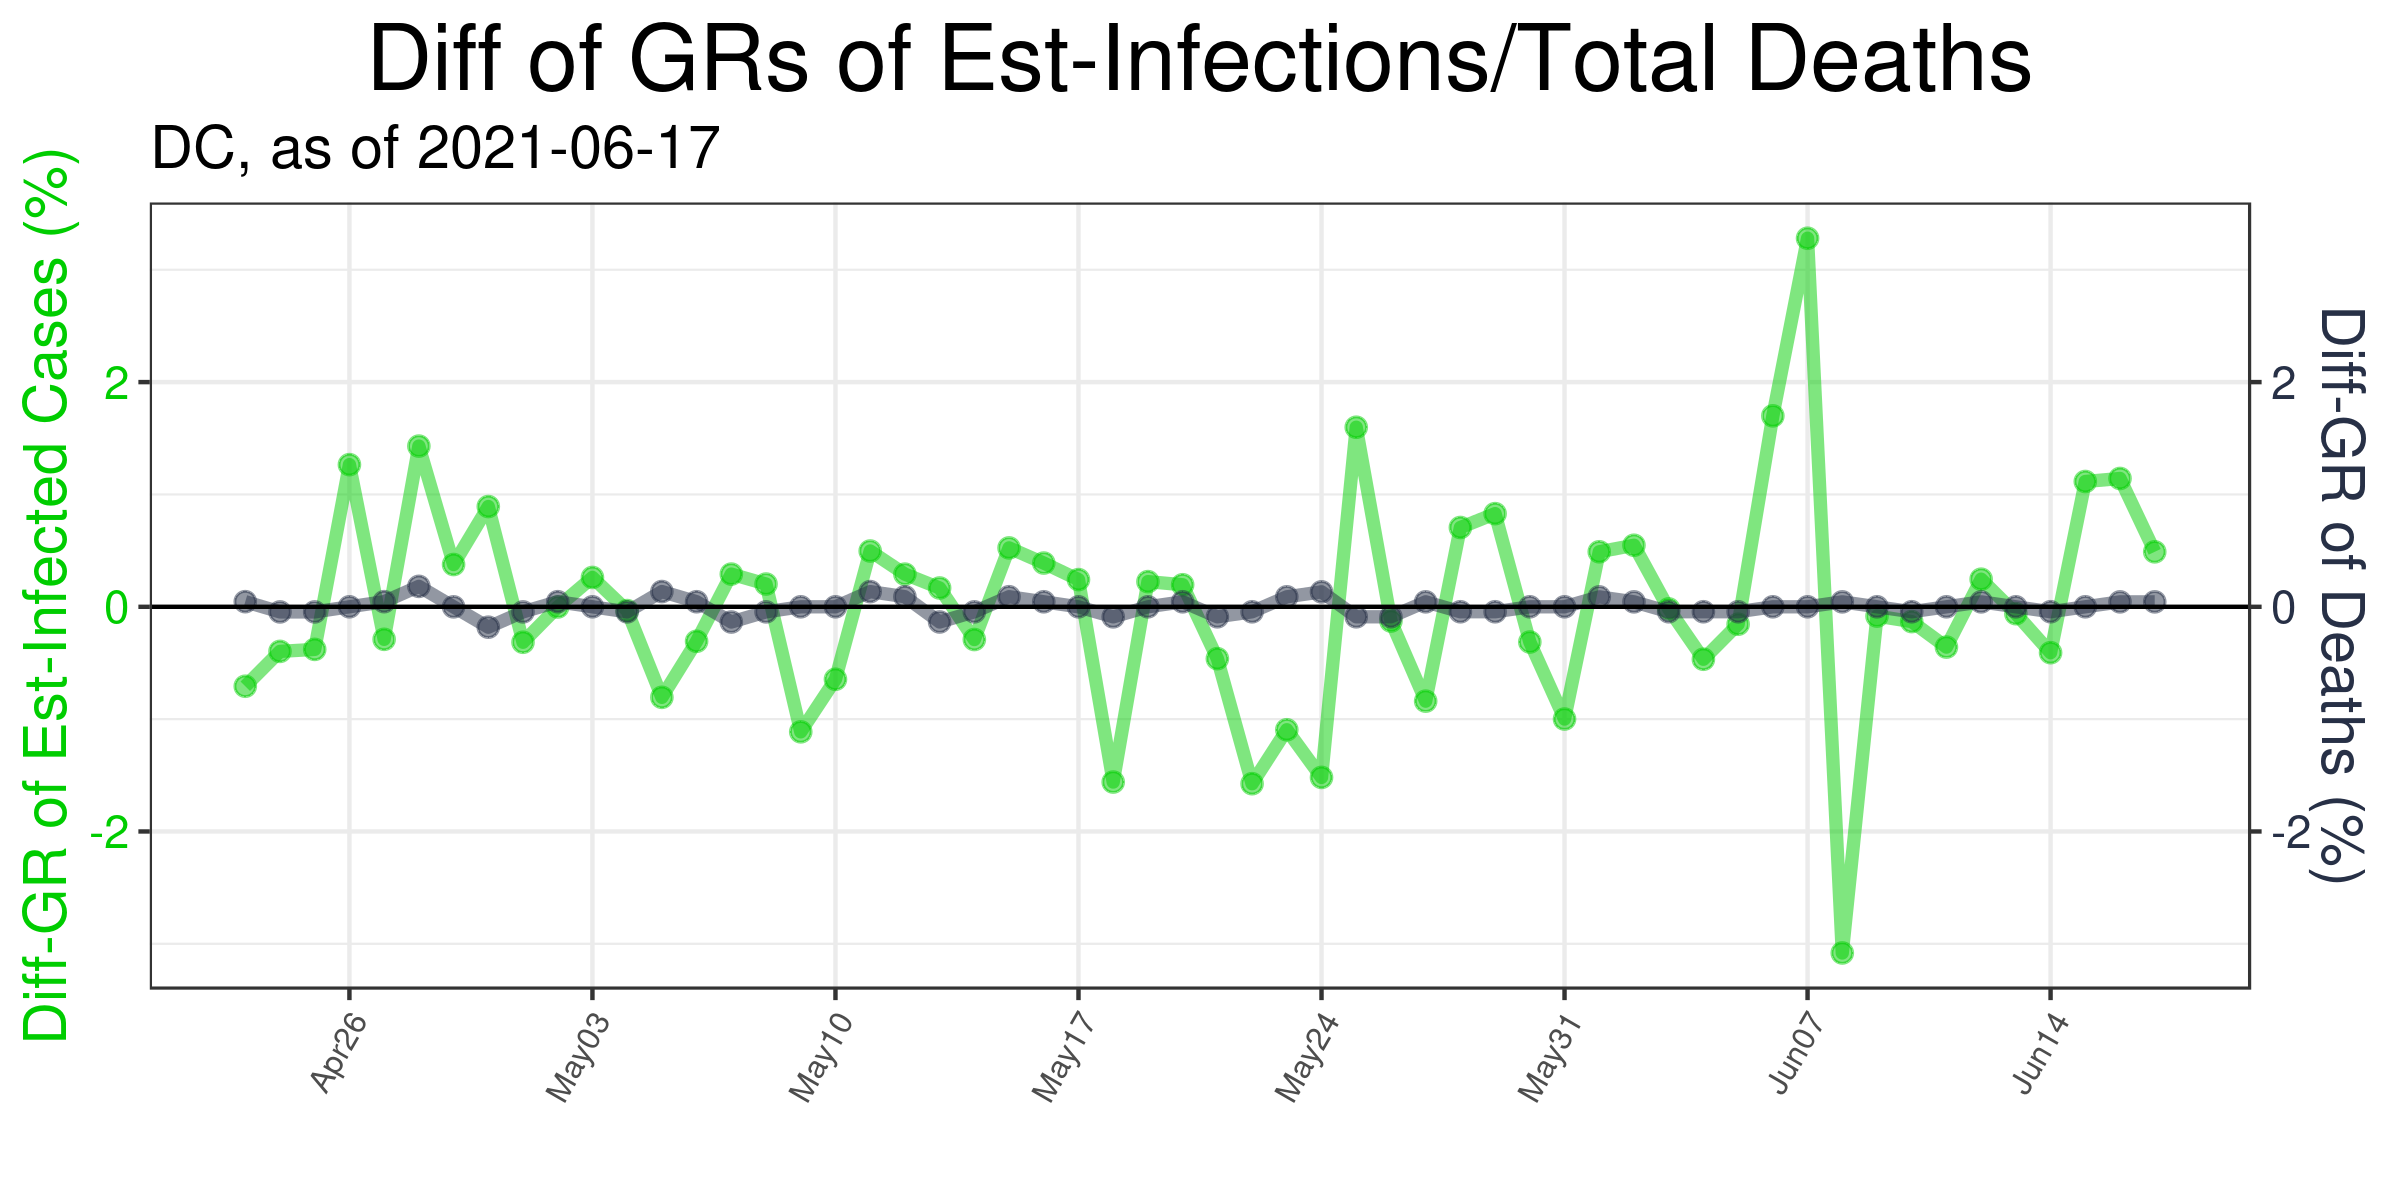 Diff of GRs of Est-Infections/Total Deaths
DC, as of 2021-06-17
Diff-GR of Est-Infected Cases (%)
2
0
-2
2
0
-2
Diff-GR of Deaths (%)
Apr26
May03
May10
May17
May24
May31
Jun07
Jun14